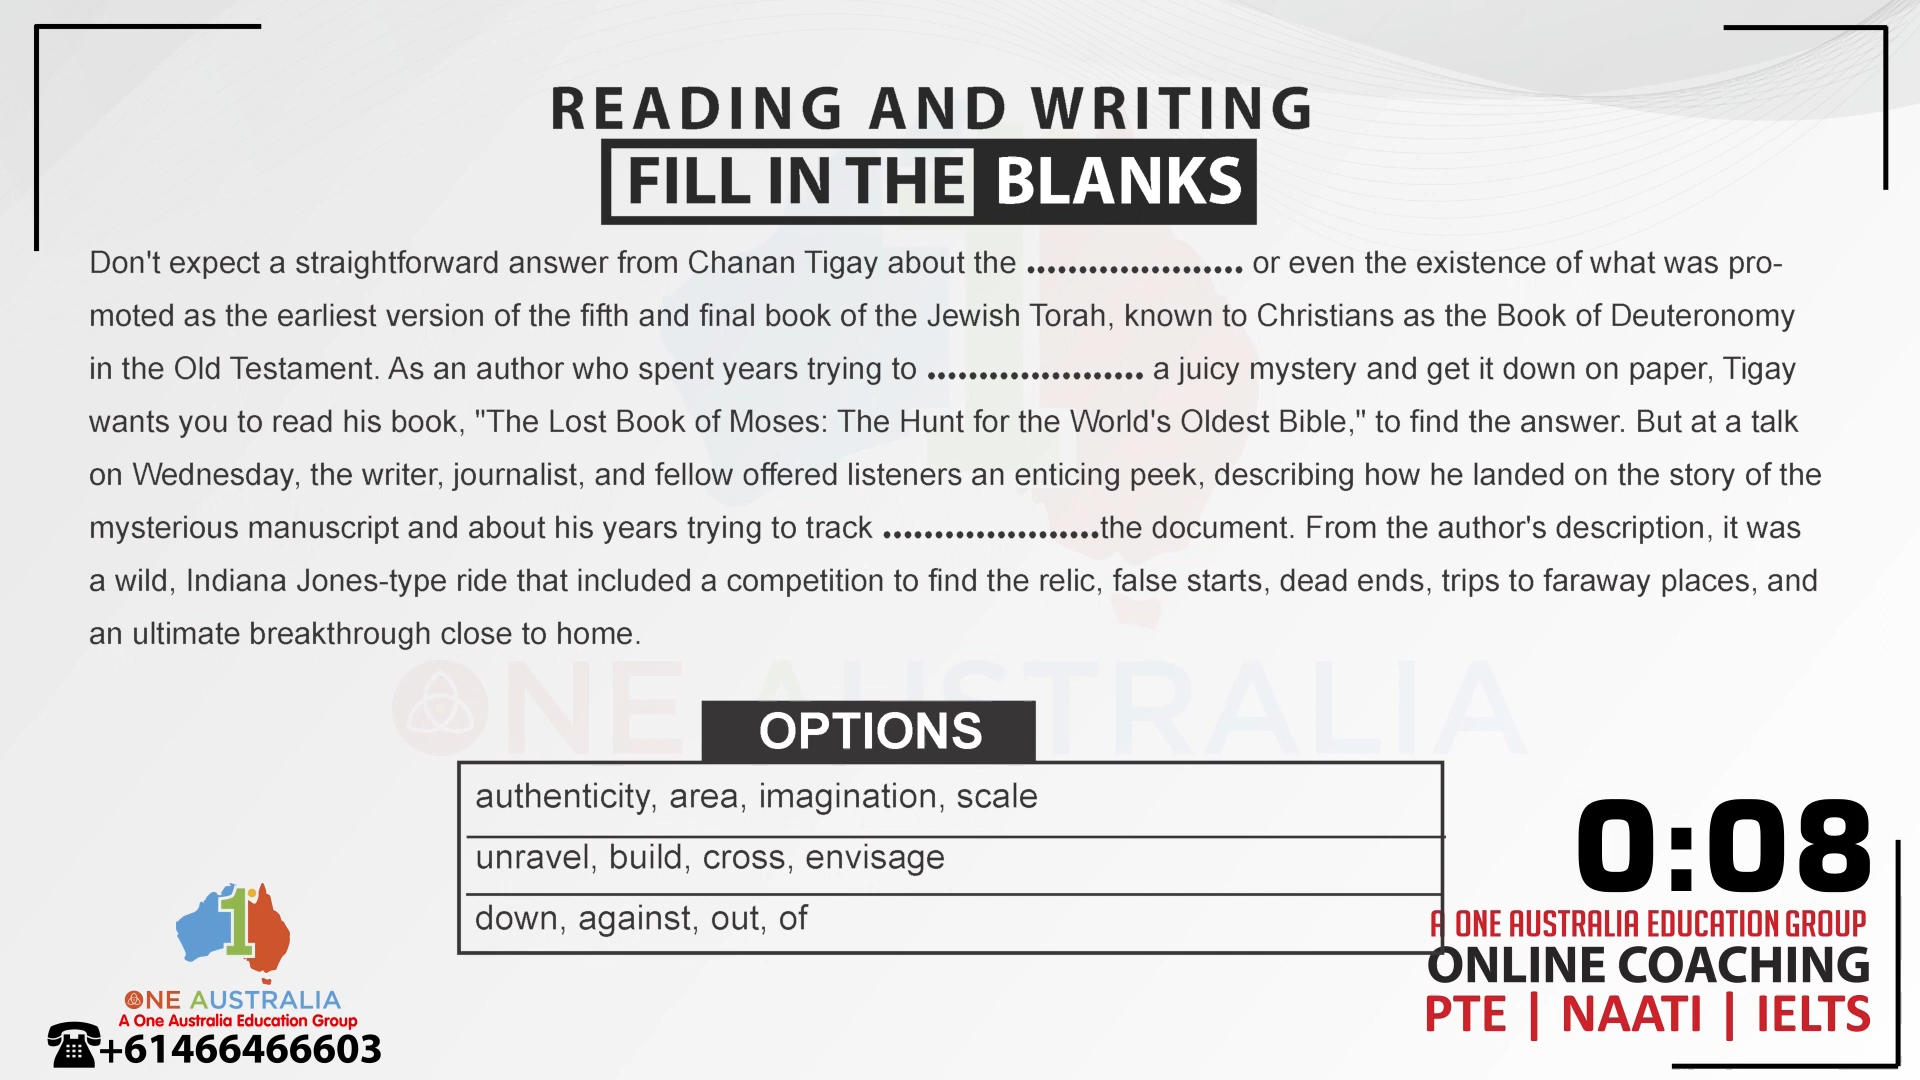 READING AND WRITING
FILL IN THE BLANKS
Don't expect a straightforward answer from Chanan Tigay about the ..................... or even the existence of what was pro-
moted as the earliest version of the fifth and final book of the Jewish Torah, known to Christians as the Book of Deuteronomy
in the Old Testament. As an author who spent years trying to ..................... a juicy mystery and get it down on paper, Tigay
wants you to read his book, "The Lost Book of Moses: The Hunt for the World's Oldest Bible," to find the answer. But at a talk
on Wednesday, the writer, journalist, and fellow offered listeners an enticing peek, describing how he landed on the story of the
mysterious manuscript and about his years trying to track .....................the document. From the author's description, it was
a wild, Indiana Jones-type ride that included a competition to find the relic, false starts, dead ends, trips to faraway places, and
an ultimate breakthrough close to home.
ONE AUSTRALIA
OPTIONS
authenticity, area, imagination, scale
unravel, build, cross, envisage
down, against, out, of
0:08
A ONE AUSTRALIA EDUCATION GROUP
ONLINE COACHING
PTE | NAATI | IELTS
1
ONE AUSTRALIA
A One Australia Education Group
+61466466603